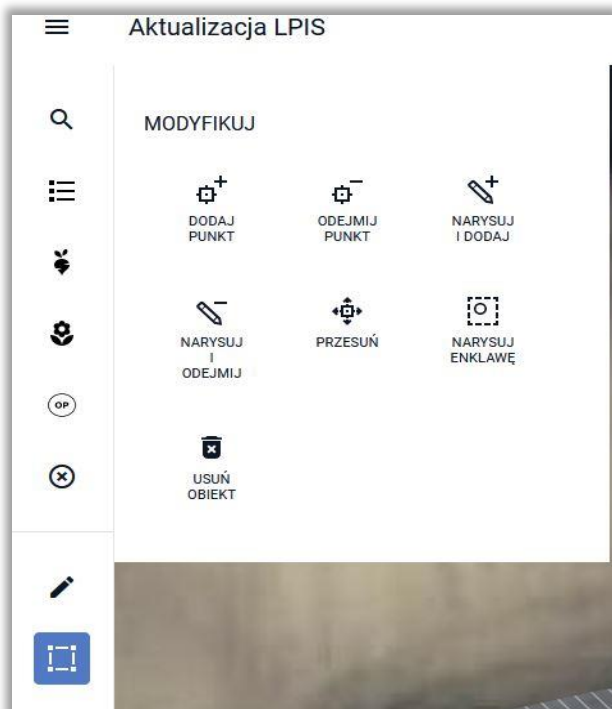 Aktualizacja LPIS
MODYFIKUJ
DODAJ
PUNKT
ODEJMIJ
PUNKT
NARYSUJ
I DODAJ
NARYSUJ
I
ODEJMIJ
PRZESUŃ
NARYSUJ
ENKLAWĘ
USUŃ
OBIEKT
OP